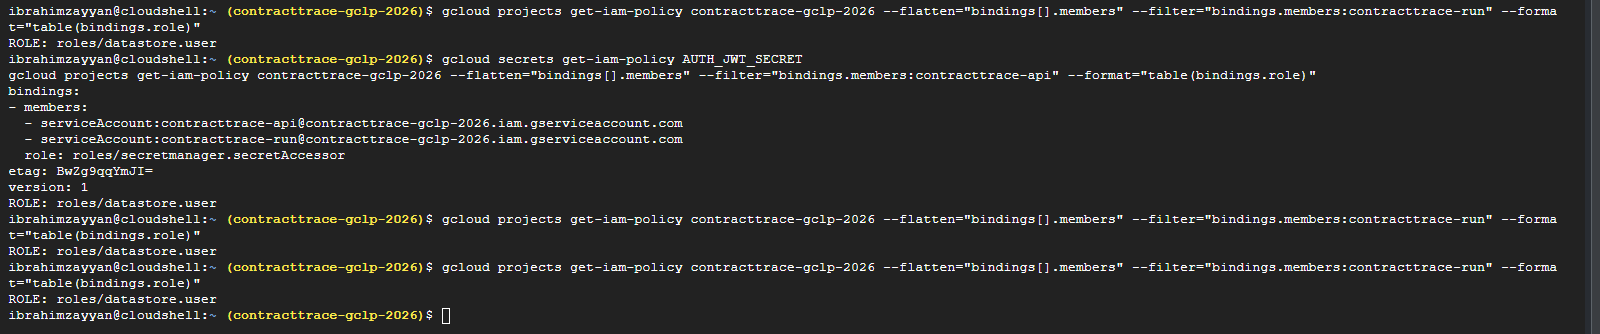 ibrahimzayyan@cloudshell:~ (contracttrace-gclp-2026)$ gcloud projects get-iam-policy contracttrace-gclp-2026 --flatten="bindings[].members" --filter="bindings.members:contracttrace-run" --forma
t="table(bindings.role)"
ROLE: roles/datastore.user
ibrahimzayyan@cloudshell:~ (contracttrace-gclp-2026)$ gcloud secrets get-iam-policy AUTH_JWT_SECRET
gcloud projects get-iam-policy contracttrace-gclp-2026 --flatten="bindings[].members" --filter="bindings.members:contracttrace-api" --format="table(bindings.role)"
bindings:
- members:
  - serviceAccount:contracttrace-api@contracttrace-gclp-2026.iam.gserviceaccount.com
  - serviceAccount:contracttrace-run@contracttrace-gclp-2026.iam.gserviceaccount.com
  role: roles/secretmanager.secretAccessor
etag: BwZg9qqYmJI=
version: 1
ROLE: roles/datastore.user
ibrahimzayyan@cloudshell:~ (contracttrace-gclp-2026)$ gcloud projects get-iam-policy contracttrace-gclp-2026 --flatten="bindings[].members" --filter="bindings.members:contracttrace-run" --forma
t="table(bindings.role)"
ROLE: roles/datastore.user
ibrahimzayyan@cloudshell:~ (contracttrace-gclp-2026)$ gcloud projects get-iam-policy contracttrace-gclp-2026 --flatten="bindings[].members" --filter="bindings.members:contracttrace-run" --forma
t="table(bindings.role)"
ROLE: roles/datastore.user
ibrahimzayyan@cloudshell:~ (contracttrace-gclp-2026)$